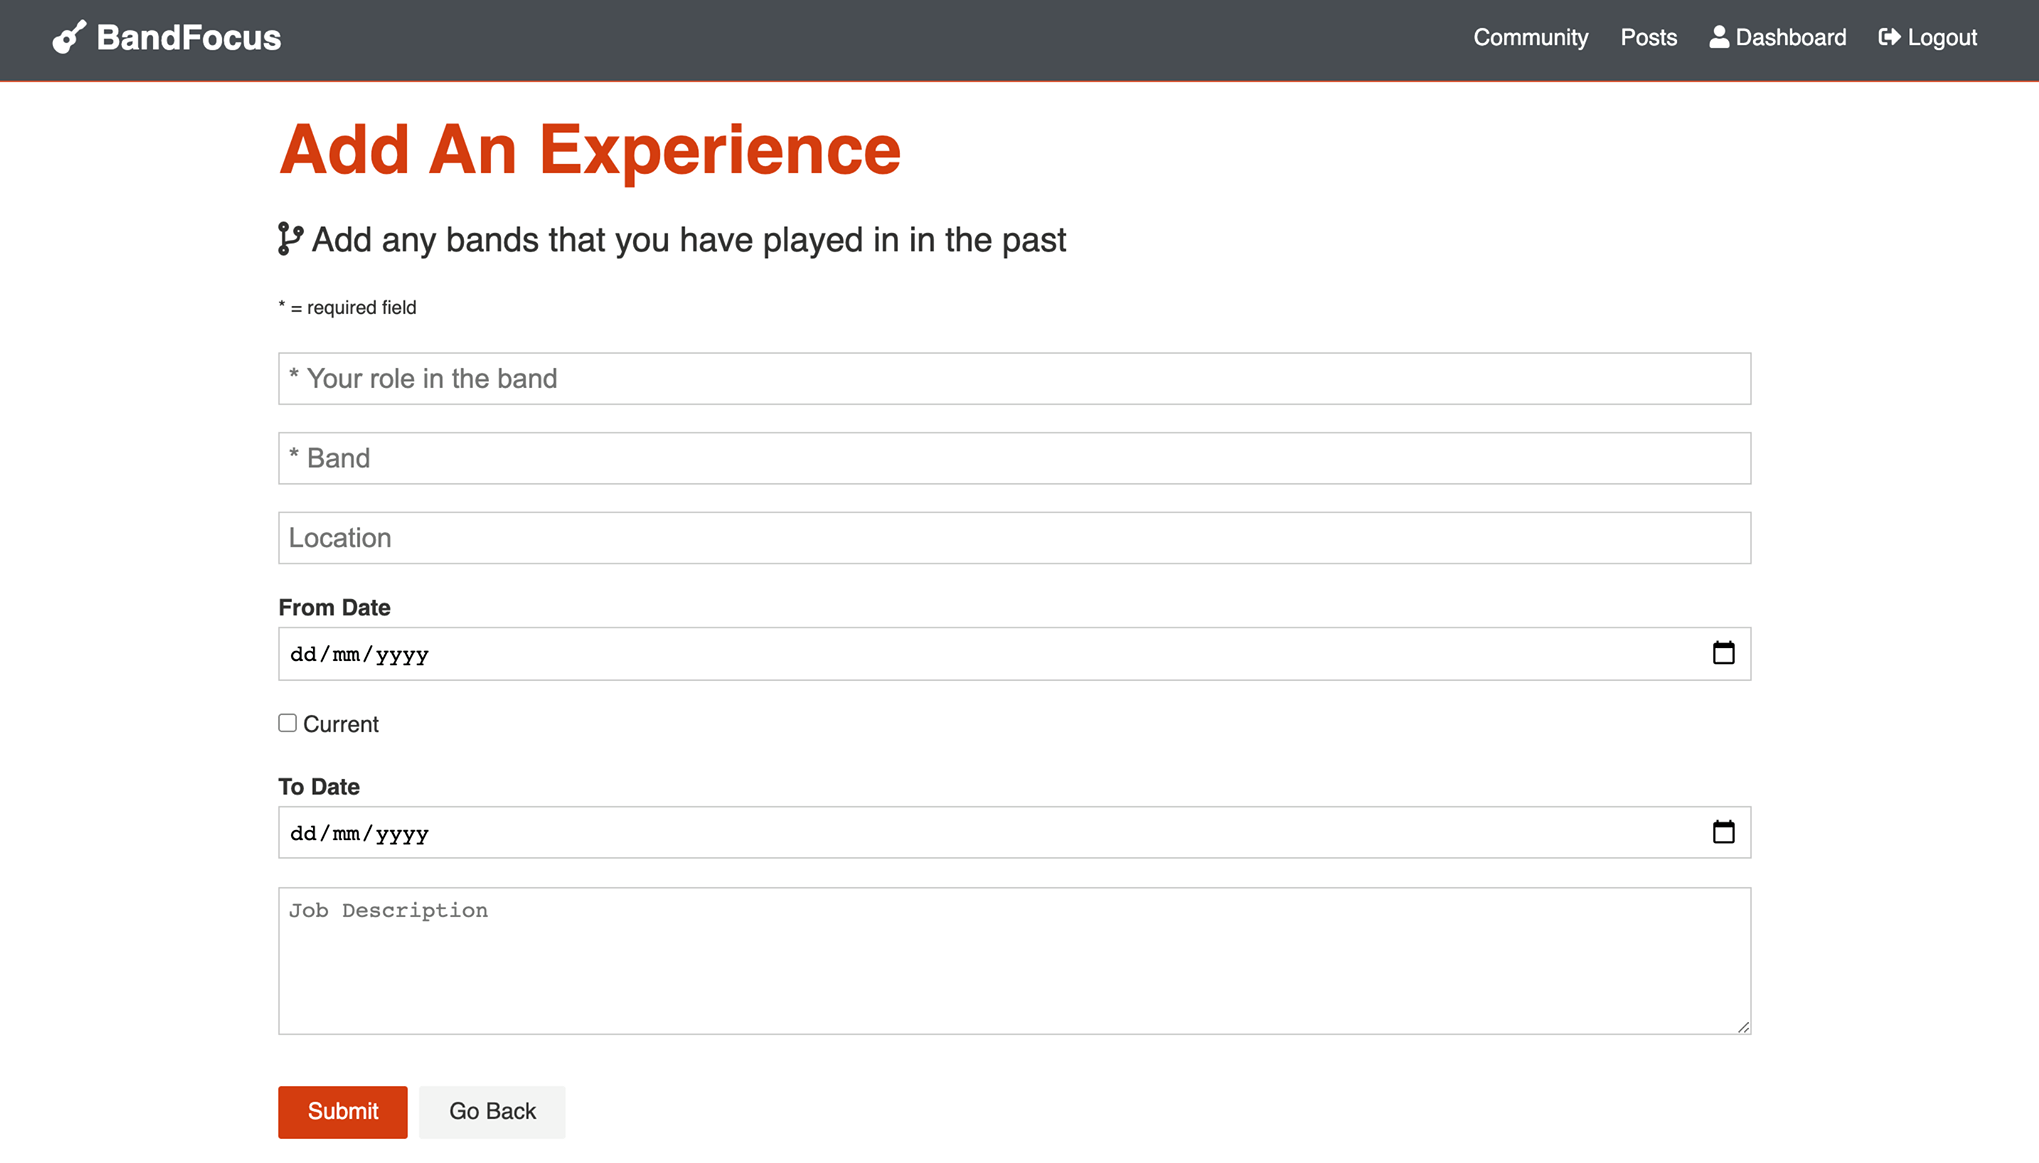 BandFocus
Community Posts Dashboard Logout
Add An Experience
Add any bands that you have played in in the past
* = required field
* Your role in the band
* Band
Location
From Date
dd/mm/yyyy
Current
To Date
dd/mm/yyyy
Job Description
Submit Go Back